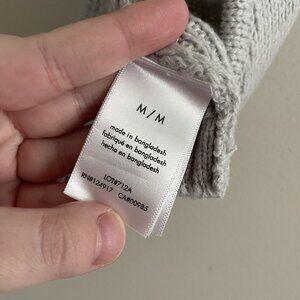 M / M
made in bangladesh
fabriqué en bangladesh
hecho en bangladesh
LOT#712A
RN#124917 CA#00985